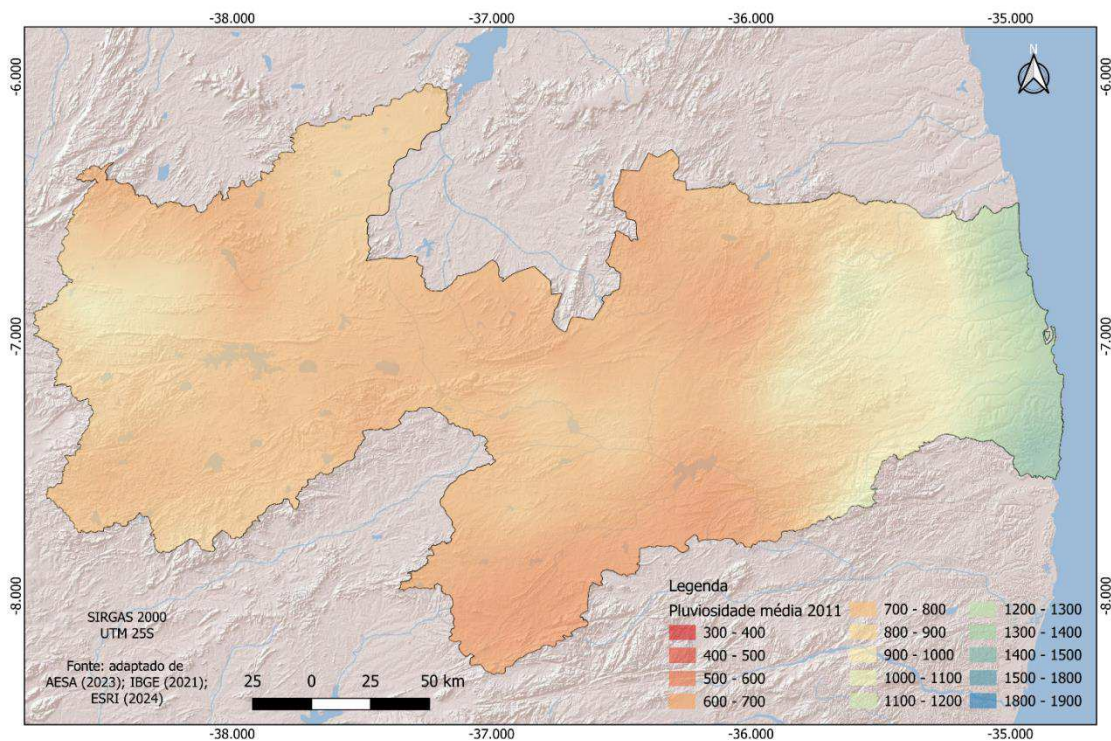 -38.000
-37.000
-36.000
-35.000
-6.000
-6.000
N
-7.000
-7.000
-8.000
-8.000
SIRGAS 2000
UTM 25S
Fonte: adaptado de
AESA (2023); IBGE (2021);
ESRI (2024)
25 0 25 50 km
Legenda
Pluviosidade média 2011
300 - 400
400 - 500
500 - 600
600 - 700
700 - 800
800 - 900
900 - 1000
1000 - 1100
1100 - 1200
1200 - 1300
1300 - 1400
1400 - 1500
1500 - 1800
1800 - 1900
-38.000
-37.000
-36.000
-35.000